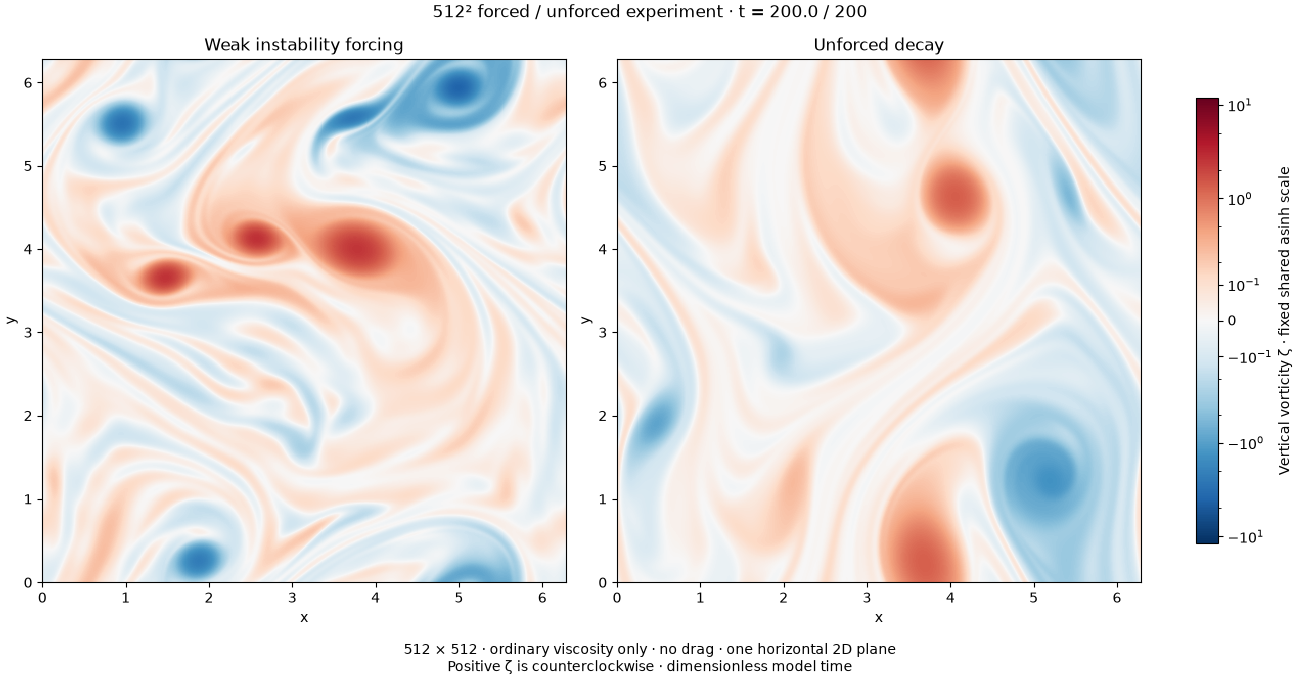 512² forced / unforced experiment · t = 200.0 / 200
Weak instability forcing
Unforced decay
y
6
5
4
3
2
1
0
0 1 2 3 4 5 6
x
y
6
5
4
3
2
1
0
0 1 2 3 4 5 6
x
10¹
10⁰
10⁻¹
0
−10⁻¹
−10⁰
−10¹
Vertical vorticity ζ · fixed shared asinh scale
512 × 512 · ordinary viscosity only · no drag · one horizontal 2D plane
Positive ζ is counterclockwise · dimensionless model time